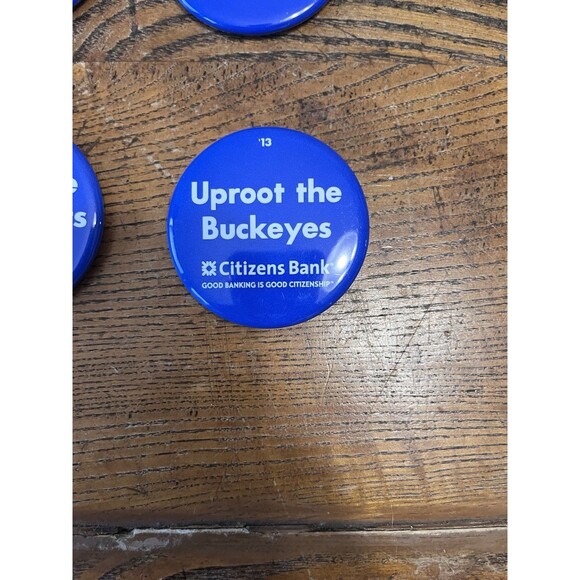 '13
Uproot the
Buckeyes
Citizens Bank
GOOD BANKING IS GOOD CITIZENSHIP